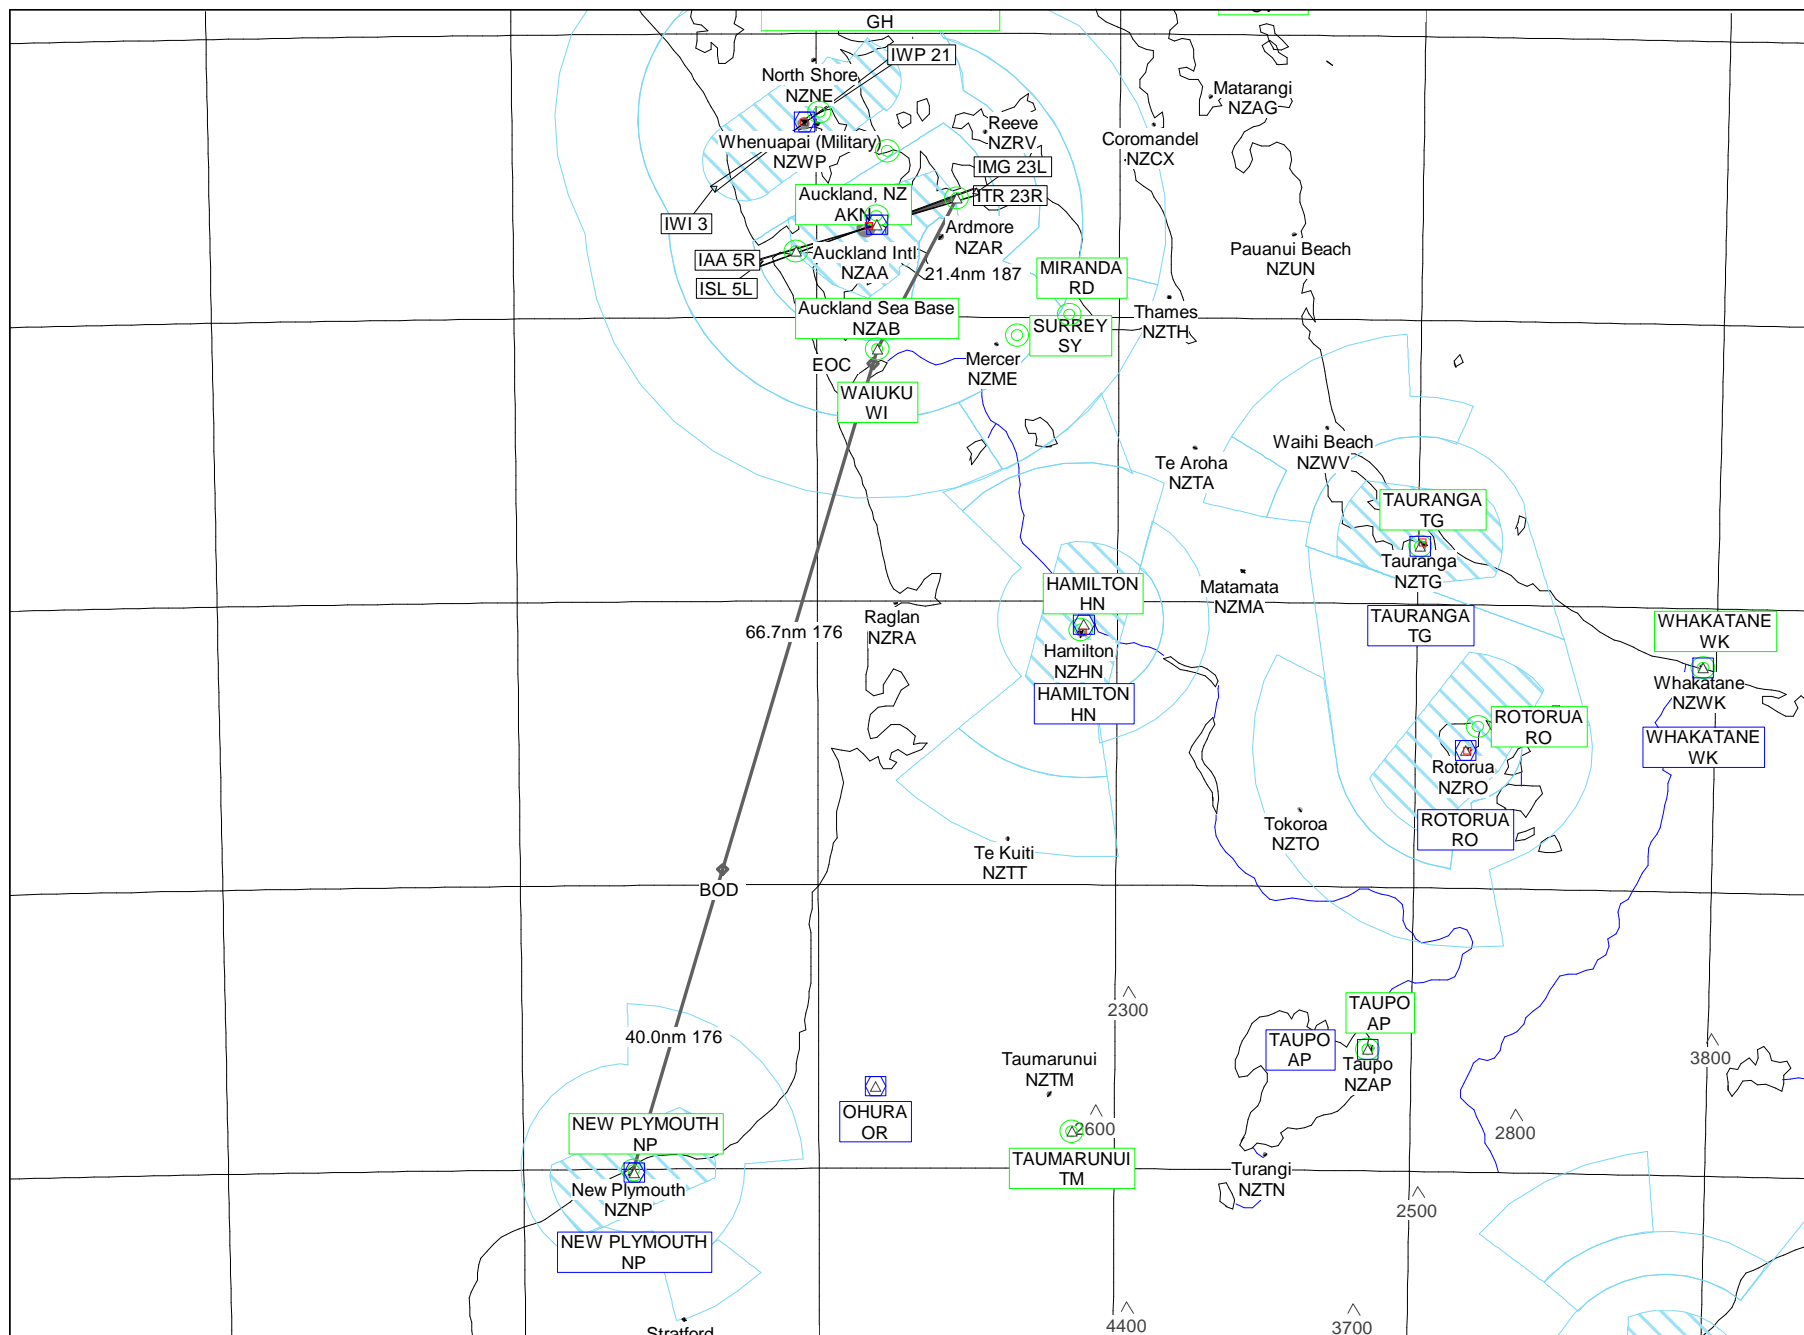 GH
IWP 21
North Shore
NZNE
Matarangi
NZAG
Reeve
NZRV
Coromandel
NZCX
Whenuapai (Military)
NZWP
IMG 23L
ITR 23R
Auckland, NZ
AKN
IWI 3
Ardmore
NZAR
Pauanui Beach
NZUN
IAA 5R
Auckland Intl
NZAA
21.4nm 187
MIRANDA
RD
ISL 5L
Auckland Sea Base
NZAB
Thames
NZTH
SURREY
SY
EOC
Mercer
NZME
WAIUKU
WI
Waihi Beach
NZWV
Te Aroha
NZTA
TAURANGA
TG
Tauranga
NZTG
HAMILTON
HN
Matamata
NZMA
Raglan
NZRA
TAURANGA
TG
WHAKATANE
WK
66.7nm 176
Hamilton
NZHN
HAMILTON
HN
Whakatane
NZWK
ROTORUA
RO
WHAKATANE
WK
Rotorua
NZRO
ROTORUA
RO
Tokoroa
NZTO
Te Kuiti
NZTT
BOD
2300
TAUPO
AP
40.0nm 176
TAUPO
AP
Taupo
NZAP
3800
Taumarunui
NZTM
OHURA
OR
NEW PLYMOUTH
NP
2600
2800
TAUMARUNUI
TM
Turangi
NZTN
New Plymouth
NZNP
2500
NEW PLYMOUTH
NP
4400
3700
Stratford